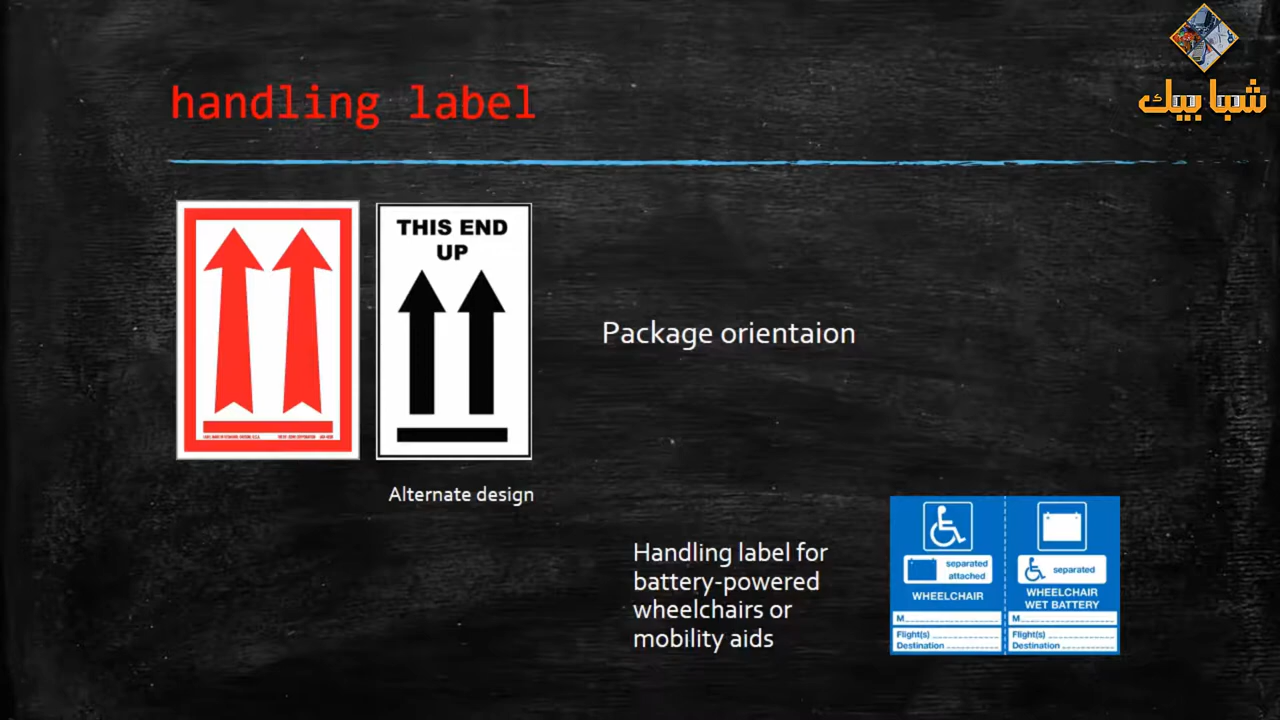 شبابيك
handling label
THIS END
UP
Package orientaion
Alternate design
Handling label for
battery-powered
wheelchairs or
mobility aids
separated
attached
WHEELCHAIR
M
Flight(s)
Destination
separated
WHEELCHAIR
WET BATTERY
M
Flight(s)
Destination